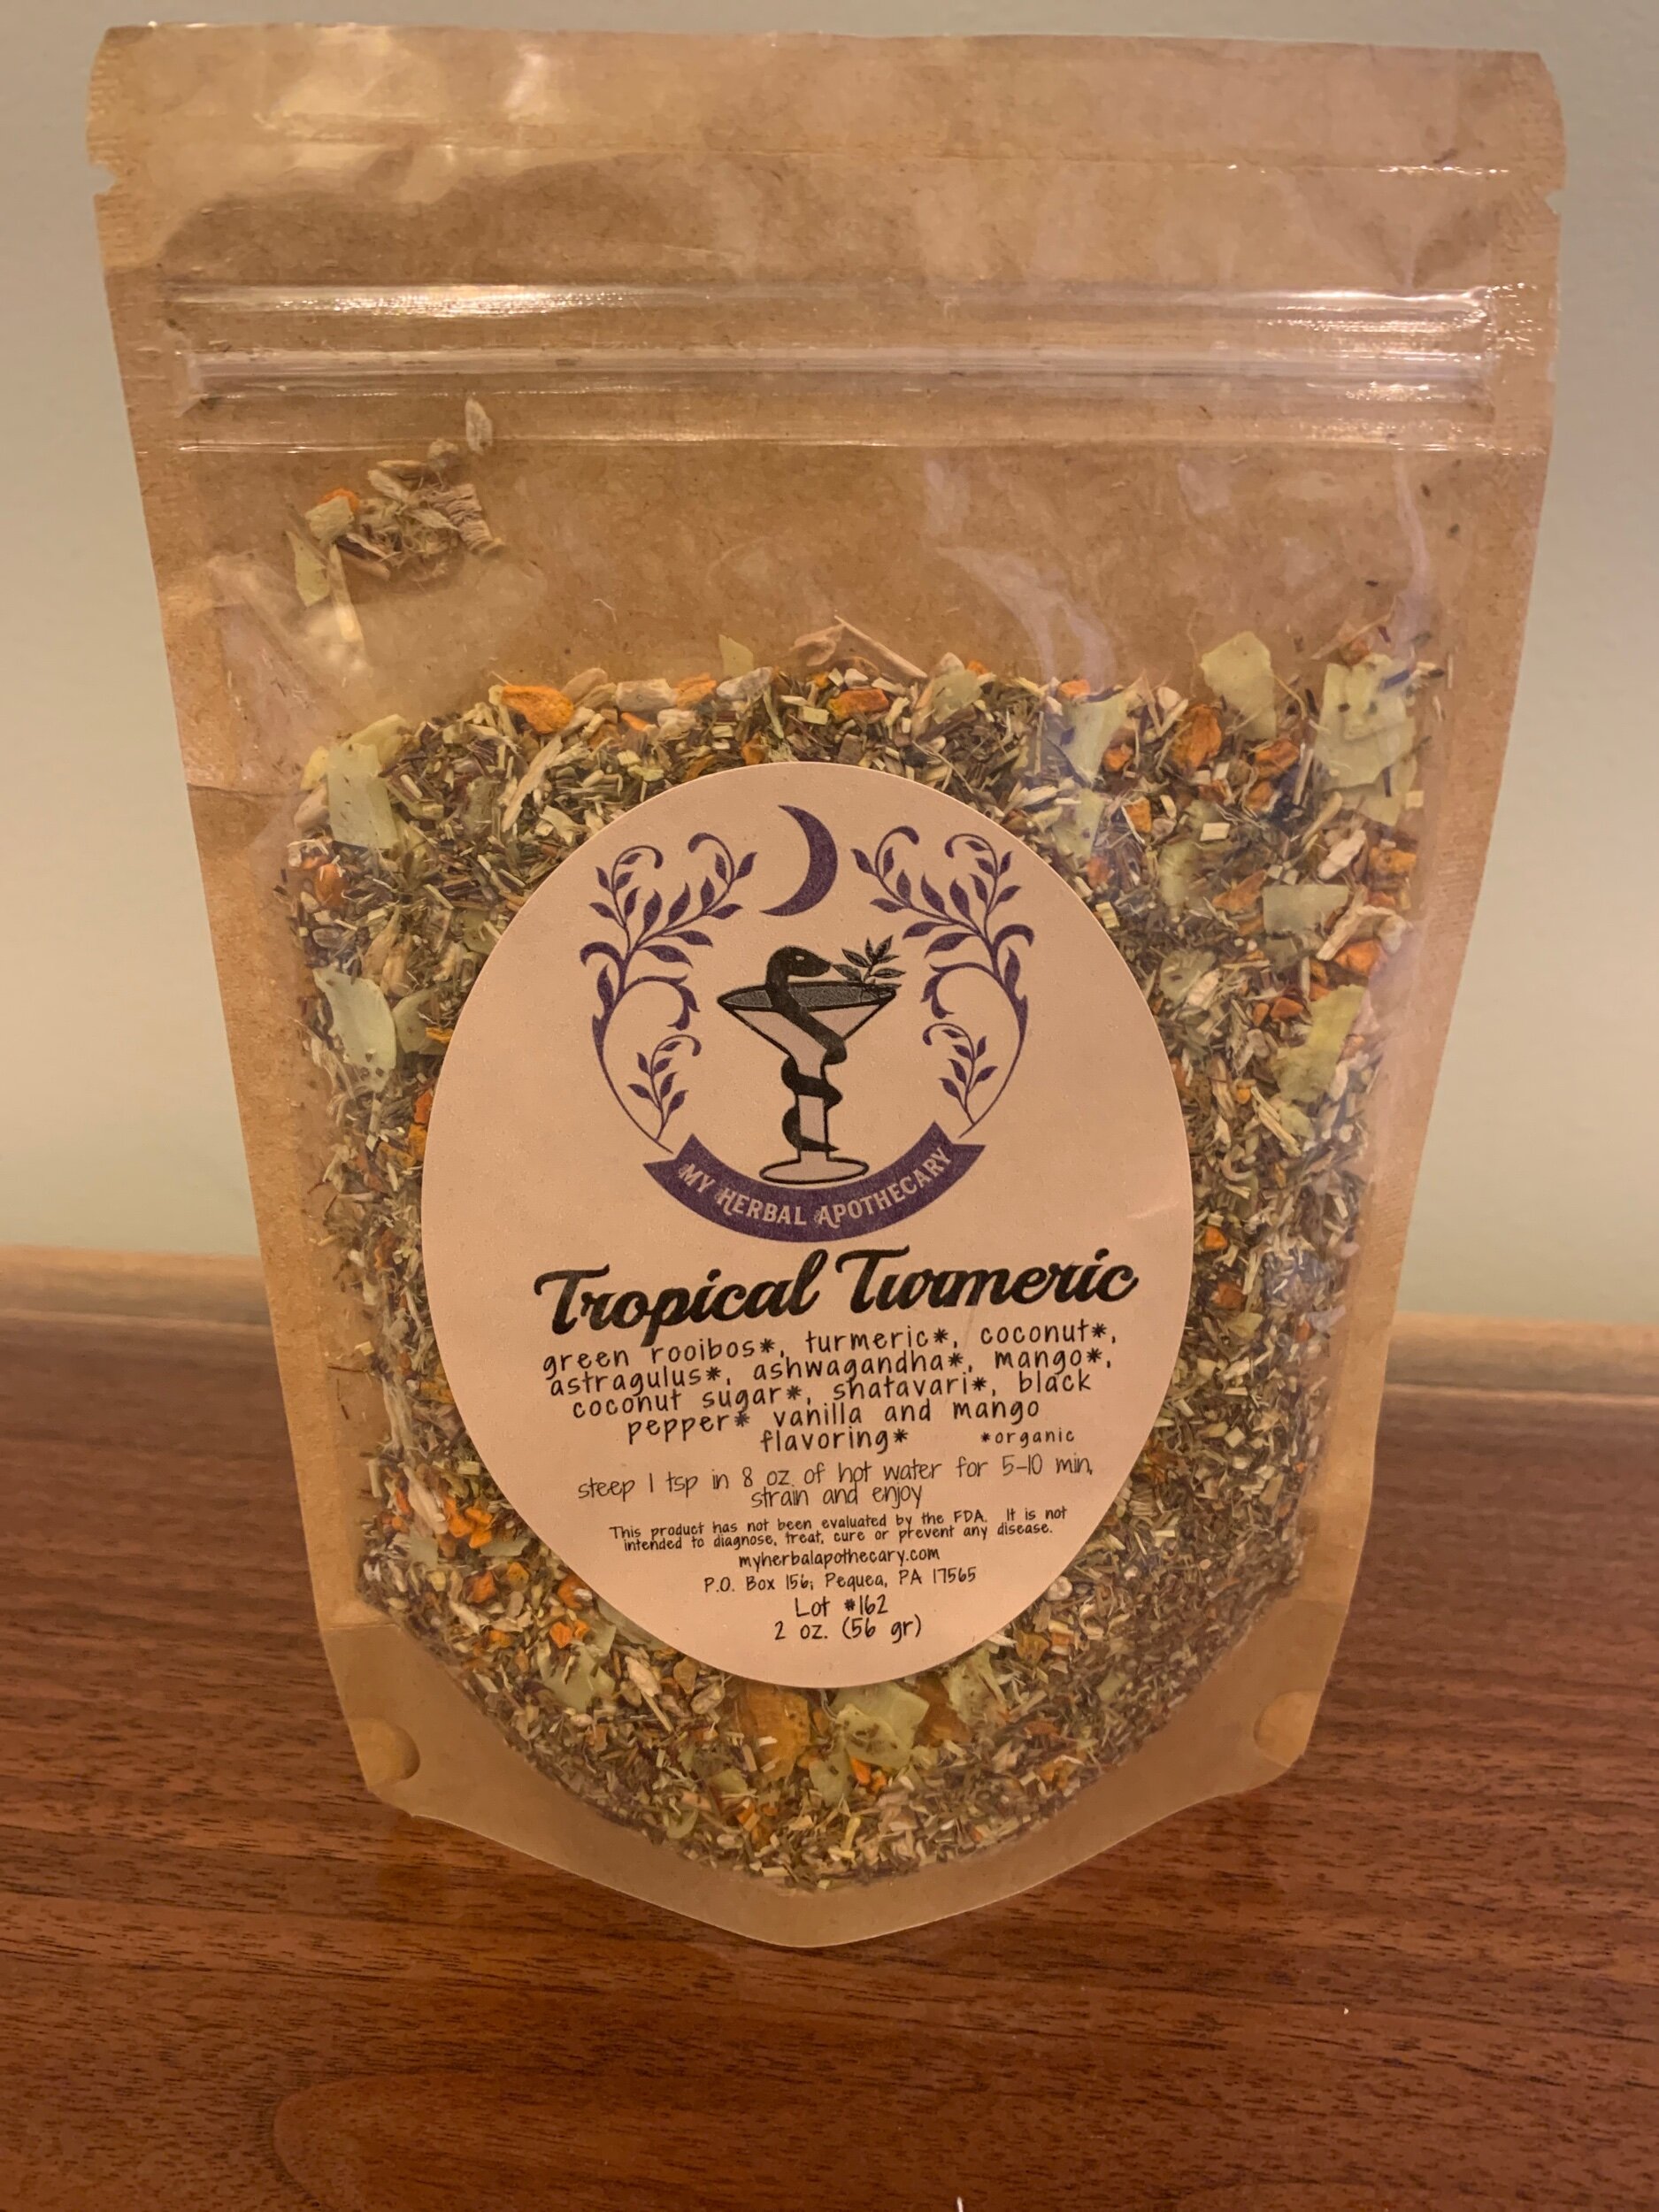 MY HERBAL APOTHECARY
Tropical Turmeric
green rooibos*, turmeric*, coconut*,
astragulus*, ashwagandha*, mango*,
coconut sugar*, shatavari*, black
pepper* vanilla and mango
flavoring* *organic
steep 1 tsp in 8 oz. of hot water for 5-10 min,
strain and enjoy
This product has not been evaluated by the FDA. It is not
intended to diagnose, treat, cure or prevent any disease.
myherbalapothecary.com
P.O. Box 156; Pequea, PA 17565
Lot #162
2 oz. (56 gr)